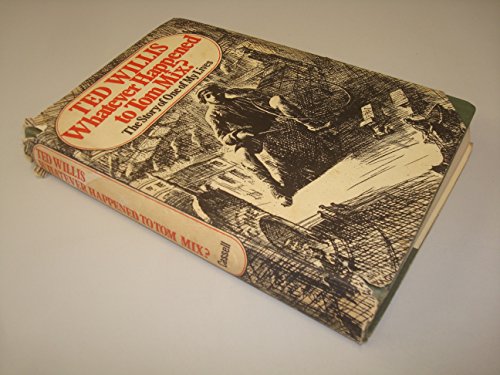 TED WILLIS
Whatever Happened
to Tom Mix?
The Story of One of My Lives
TED WILLIS
WHATEVER HAPPENED TO TOM MIX?
Cassell